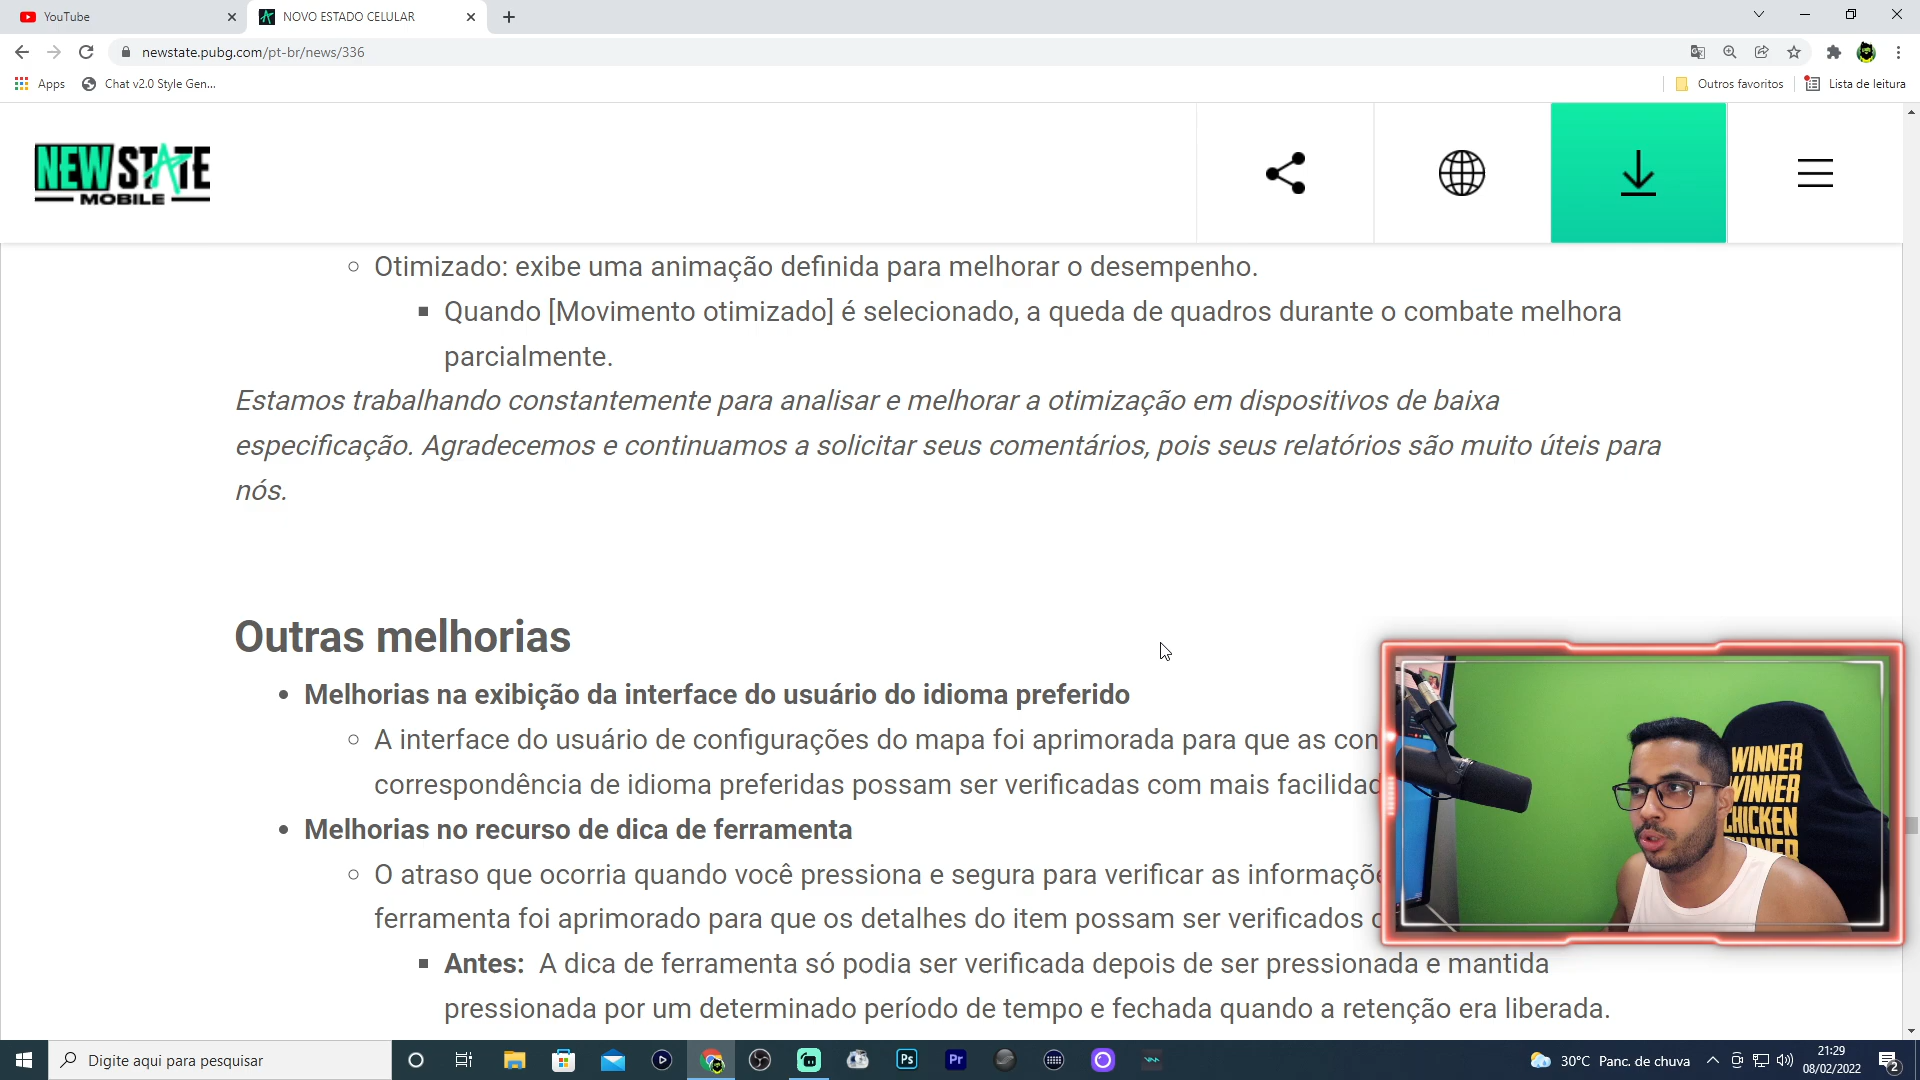 YouTube
NOVO ESTADO CELULAR
newstate.pubg.com/pt-br/news/336
Apps
Chat v2.0 Style Gen...
Outros favoritos
Lista de leitura
NEW STATE
MOBILE
Otimizado: exibe uma animação definida para melhorar o desempenho.
Quando [Movimento otimizado] é selecionado, a queda de quadros durante o combate melhora
parcialmente.
Estamos trabalhando constantemente para analisar e melhorar a otimização em dispositivos de baixa
especificação. Agradecemos e continuamos a solicitar seus comentários, pois seus relatórios são muito úteis para
nós.
Outras melhorias
Melhorias na exibição da interface do usuário do idioma preferido
A interface do usuário de configurações do mapa foi aprimorada para que as con
correspondência de idioma preferidas possam ser verificadas com mais facilidad
Melhorias no recurso de dica de ferramenta
O atraso que ocorria quando você pressiona e segura para verificar as informaçõe
ferramenta foi aprimorado para que os detalhes do item possam ser verificados
Antes: A dica de ferramenta só podia ser verificada depois de ser pressionada e mantida
pressionada por um determinado período de tempo e fechada quando a retenção era liberada.
WINNER
WINNER
CHICKEN
DINNER
Digite aqui para pesquisar
Ps
Pr
30°C Panc. de chuva
21:29
08/02/2022
2